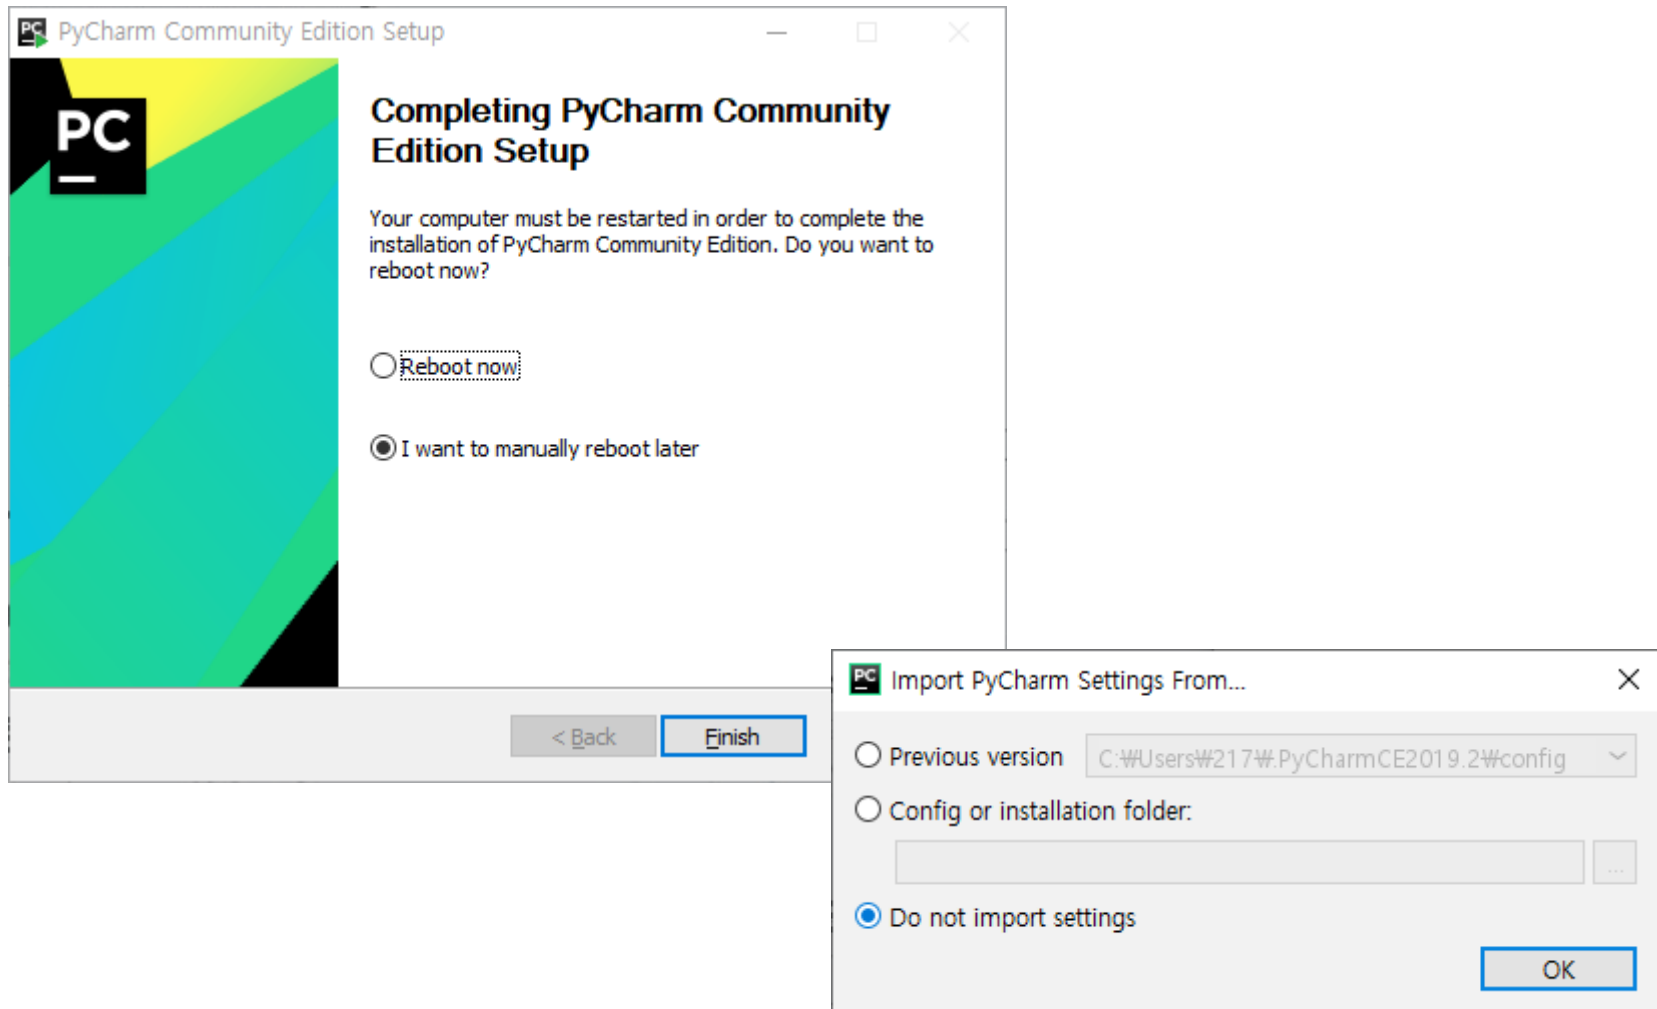 PyCharm Community Edition Setup
PC
Completing PyCharm Community
Edition Setup
Your computer must be restarted in order to complete the
installation of PyCharm Community Edition. Do you want to
reboot now?
Reboot now
I want to manually reboot later
< Back
Finish
Import PyCharm Settings From...
Previous version
C:₩Users₩217₩.PyCharmCE2019.2₩config
Config or installation folder:
...
Do not import settings
OK